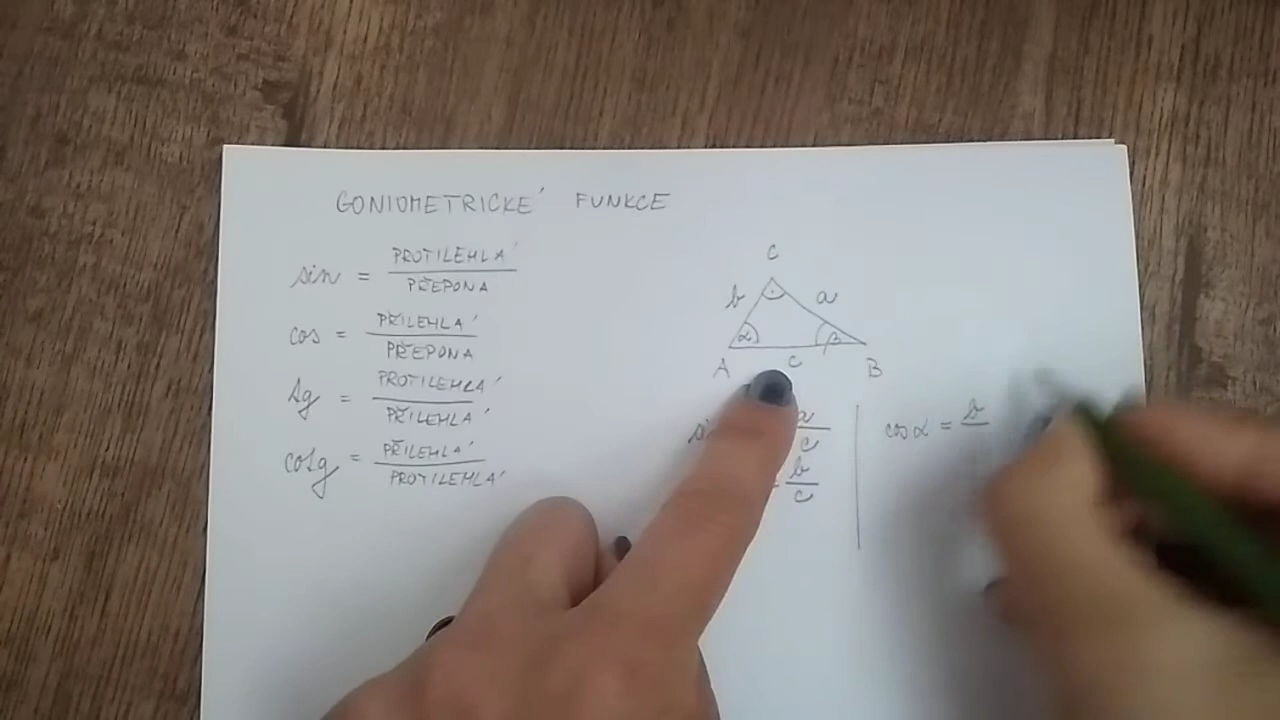 GONIOMETRICKÉ FUNKCE
sin = PROTILEHLÁ
PŘEPONA
cos = PŘILEHLÁ
PŘEPONA
tg = PROTILEHLÁ
PŘILEHLÁ
cotg = PŘILEHLÁ
PROTILEHLÁ
C
b a
α β
A c B
a
c
b
c
cos α = b